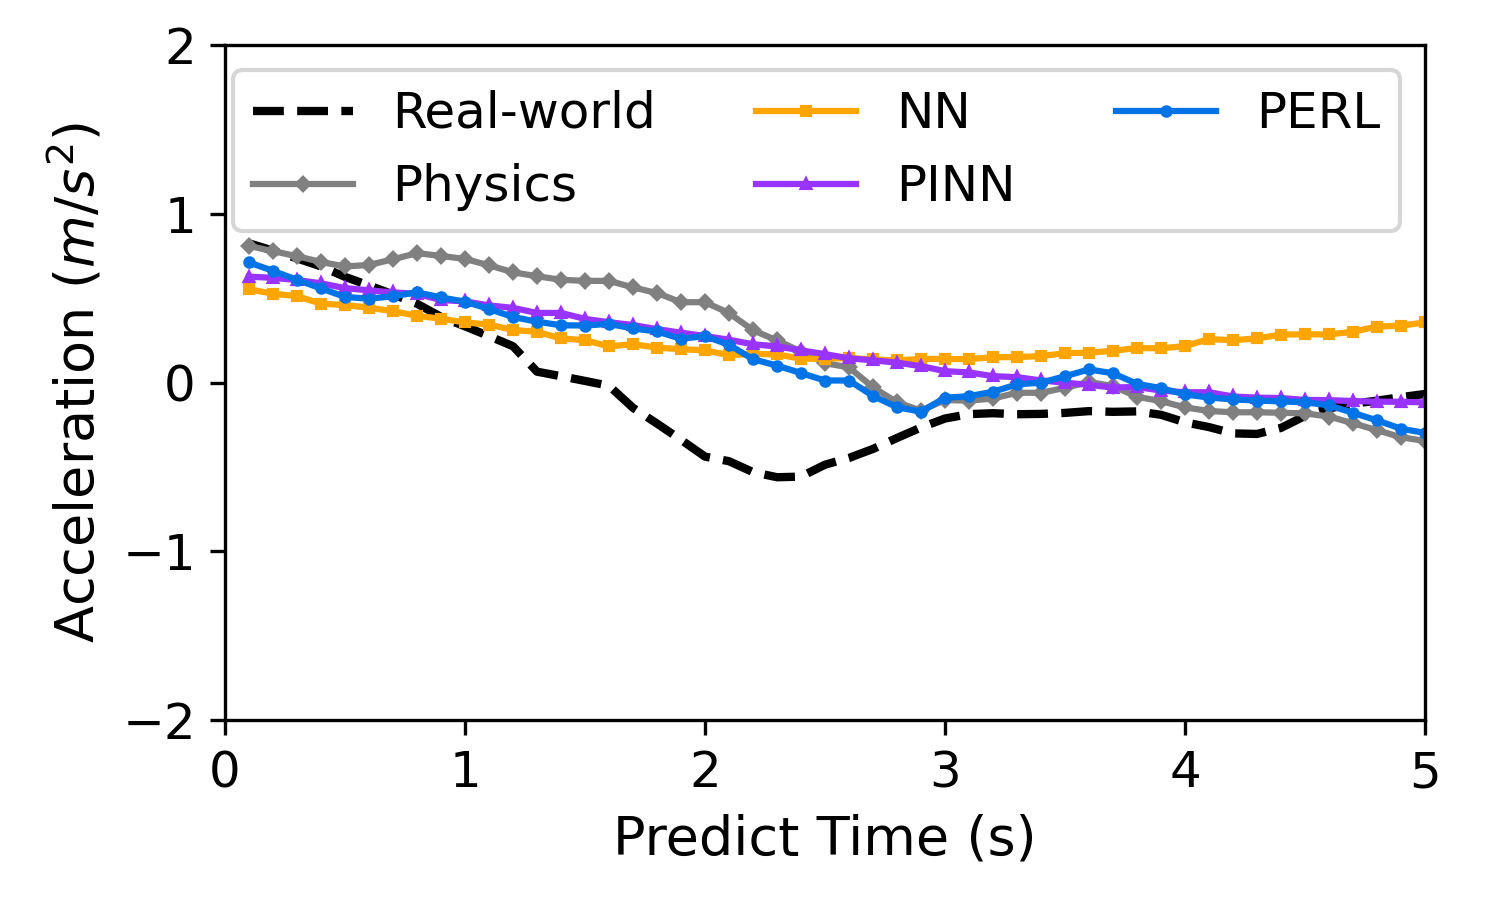 2
1
0
−1
−2
Acceleration (m/s²)
Real-world
Physics
NN
PINN
PERL
0 1 2 3 4 5
Predict Time (s)